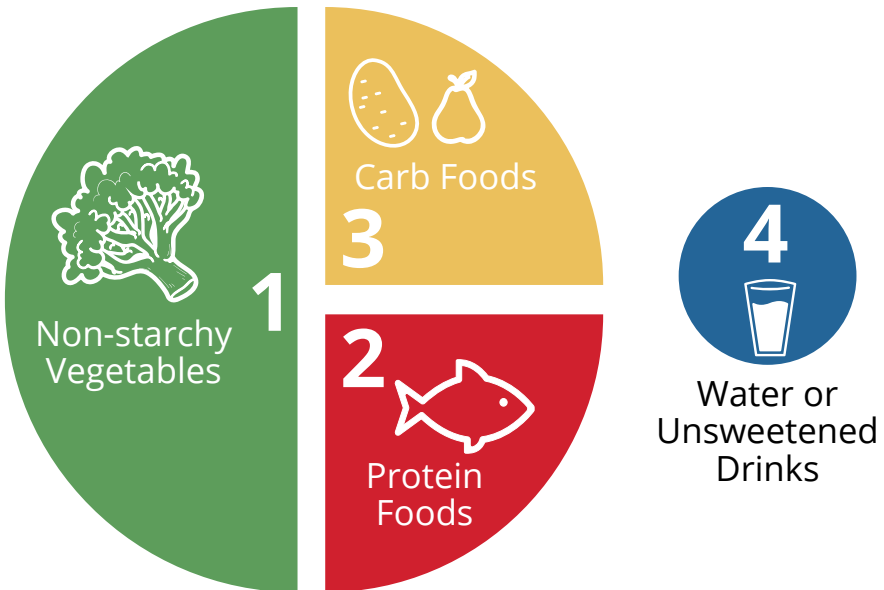 1
Non-starchy
Vegetables
2
Protein
Foods
Carb Foods
3
4
Water or
Unsweetened
Drinks